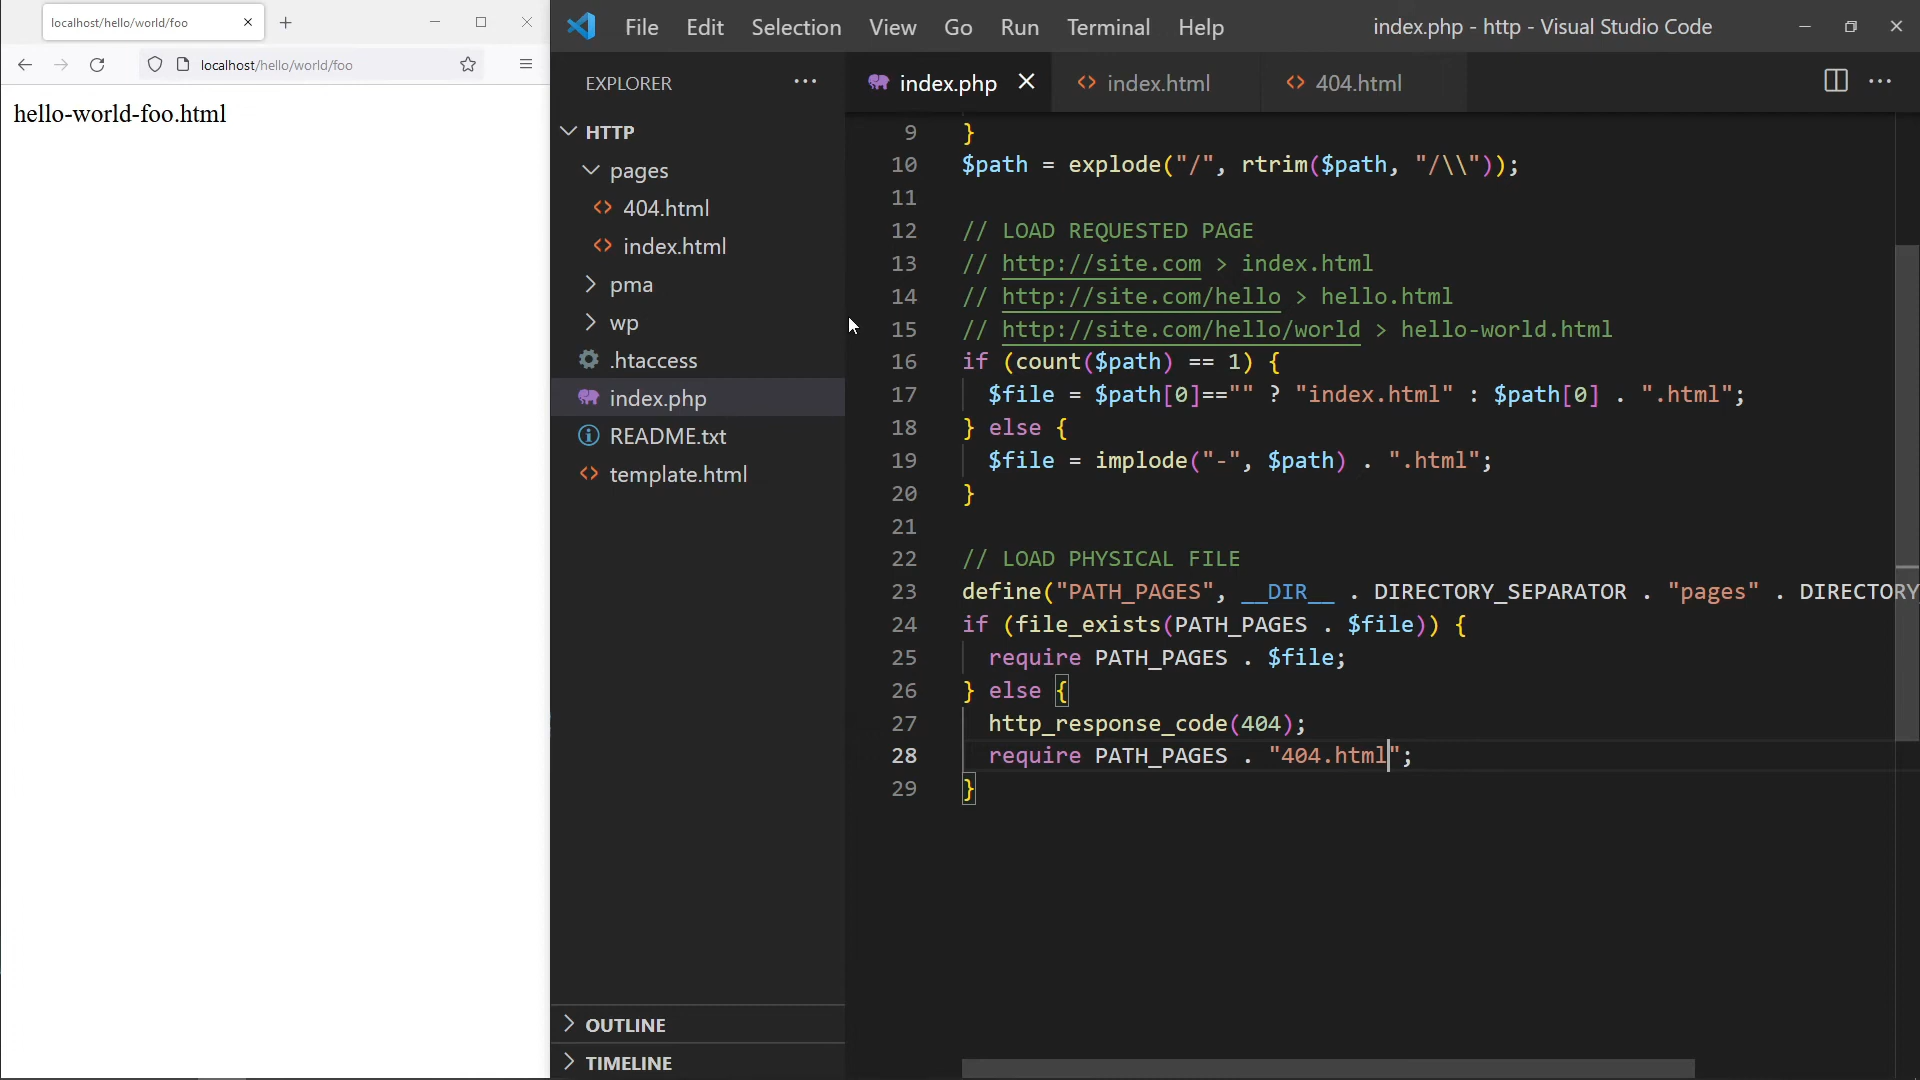 localhost/hello/world/foo
localhost/hello/world/foo
hello-world-foo.html
File Edit Selection View Go Run Terminal Help
index.php - http - Visual Studio Code
EXPLORER
HTTP
pages
404.html
index.html
pma
wp
.htaccess
index.php
README.txt
template.html
OUTLINE
TIMELINE
index.php
index.html
404.html
9 }
10 $path = explode("/", rtrim($path, "/\\"));
11
12 // LOAD REQUESTED PAGE
13 // http://site.com > index.html
14 // http://site.com/hello > hello.html
15 // http://site.com/hello/world > hello-world.html
16 if (count($path) == 1) {
17 $file = $path[0]=="" ? "index.html" : $path[0] . ".html";
18 } else {
19 $file = implode("-", $path) . ".html";
20 }
21
22 // LOAD PHYSICAL FILE
23 define("PATH_PAGES", __DIR__ . DIRECTORY_SEPARATOR . "pages" . DIRECTORY
24 if (file_exists(PATH_PAGES . $file)) {
25 require PATH_PAGES . $file;
26 } else {
27 http_response_code(404);
28 require PATH_PAGES . "404.html";
29 }